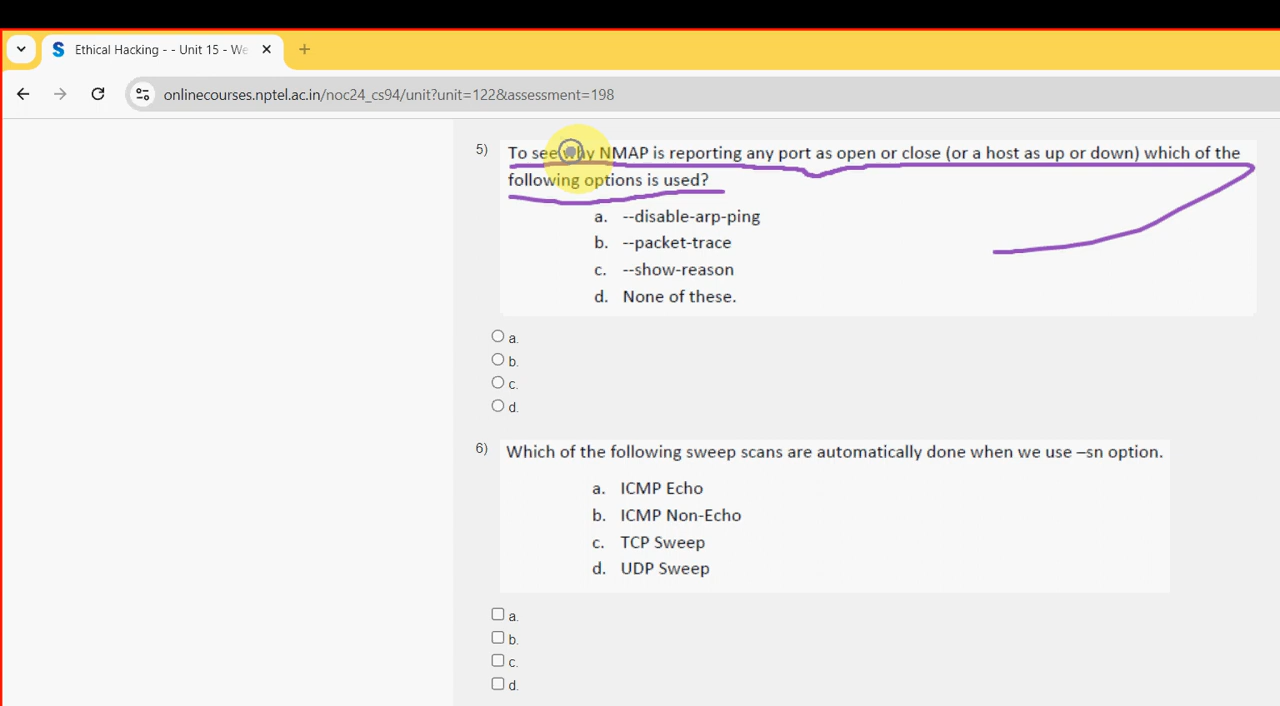 Ethical Hacking - - Unit 15 - We
onlinecourses.nptel.ac.in/noc24_cs94/unit?unit=122&assessment=198
5) To see why NMAP is reporting any port as open or close (or a host as up or down) which of the
following options is used?
a. --disable-arp-ping
b. --packet-trace
c. --show-reason
d. None of these.
a.
b.
c.
d.
6) Which of the following sweep scans are automatically done when we use –sn option.
a. ICMP Echo
b. ICMP Non-Echo
c. TCP Sweep
d. UDP Sweep
a.
b.
c.
d.